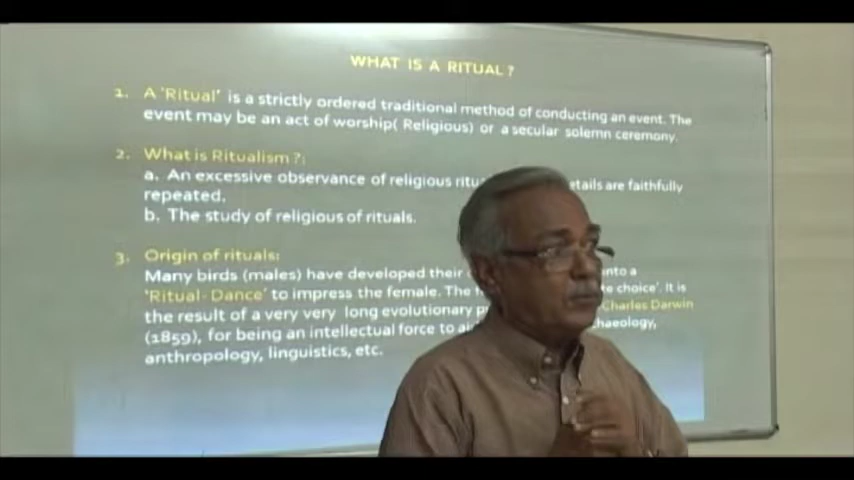 WHAT IS A RITUAL ?
1. A 'Ritual' is a strictly ordered traditional method of conducting an event. The
event may be an act of worship( Religious) or a secular solemn ceremony.
2. What is Ritualism ?:
a. An excessive observance of religious ritu etails are faithfully
repeated.
b. The study of religious of rituals.
3. Origin of rituals:
Many birds (males) have developed their into a
'Ritual- Dance' to impress the female. The choice'. It is
the result of a very very long evolutionary Charles Darwin
(1859), for being an intellectual force to haeology,
anthropology, linguistics, etc.